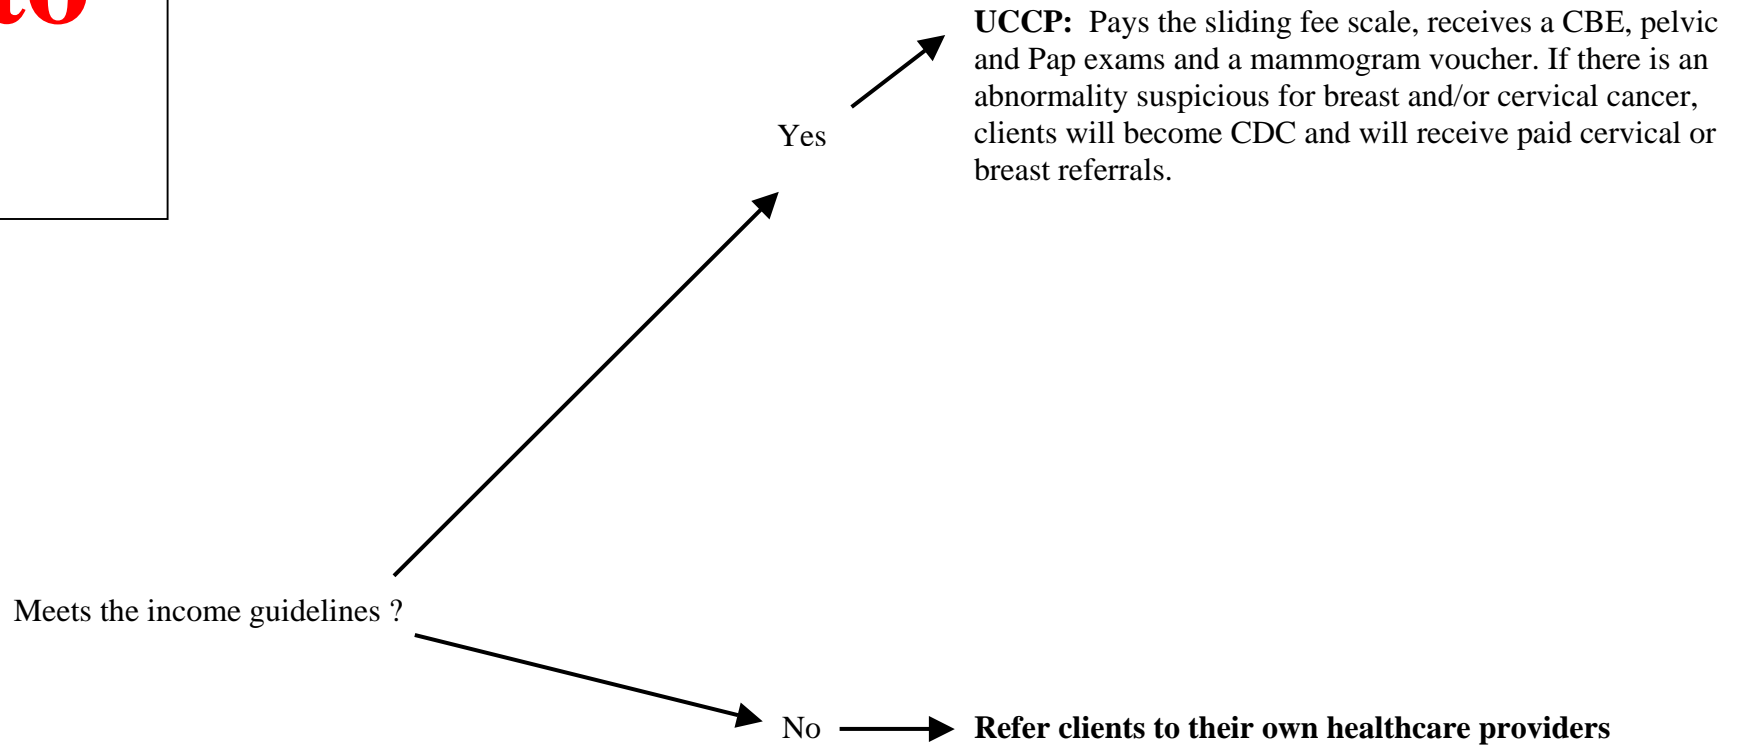 to
UCCP:  Pays the sliding fee scale, receives a CBE, pelvic
and Pap exams and a mammogram voucher. If there is an
abnormality suspicious for breast and/or cervical cancer,
clients will become CDC and will receive paid cervical or
breast referrals.
Yes
Meets the income guidelines ?
No
Refer clients to their own healthcare providers